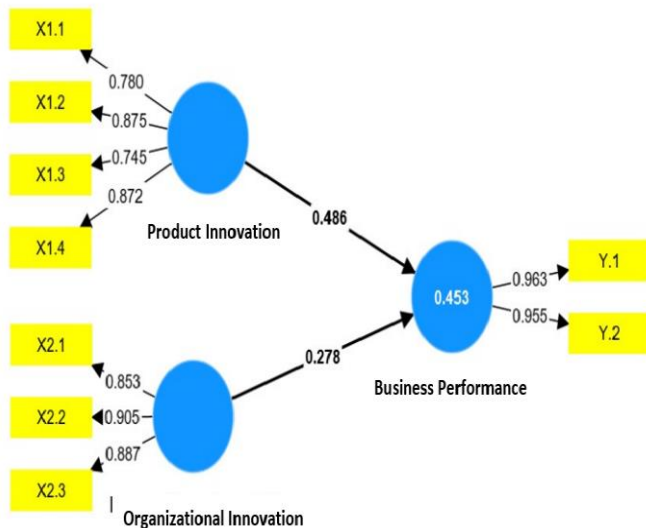 X1.1
0.780
X1.2
0.875
X1.3
0.745
0.872
X1.4
Product Innovation
0.486
0.453
0.963
Y.1
0.955
Y.2
X2.1
0.853
0.278
Business Performance
X2.2
0.905
0.887
X2.3
Organizational Innovation